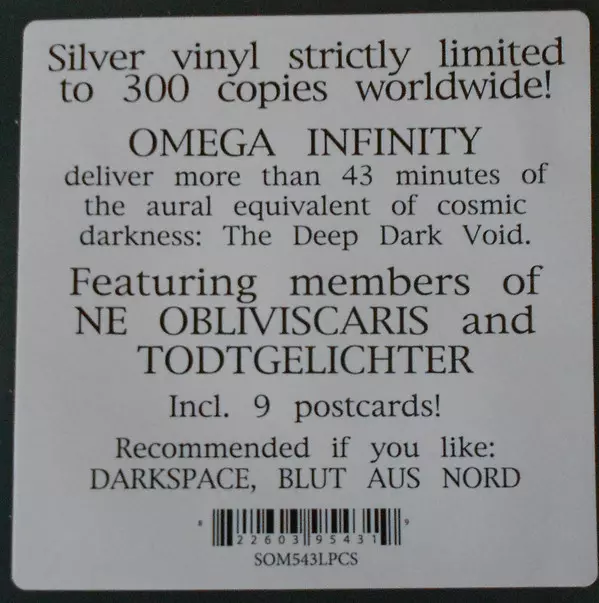 Silver vinyl strictly limited
to 300 copies worldwide!
OMEGA INFINITY
deliver more than 43 minutes of
the aural equivalent of cosmic
darkness: The Deep Dark Void.
Featuring members of
NE OBLIVISCARIS and
TODTGELICHTER
Incl. 9 postcards!
Recommended if you like:
DARKSPACE, BLUT AUS NORD
8 22603 95431 9
SOM543LPCS